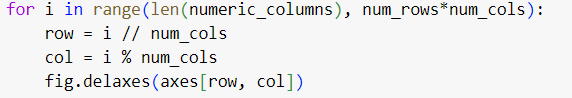 for i in range(len(numeric_columns), num_rows*num_cols):
    row = i // num_cols
    col = i % num_cols
    fig.delaxes(axes[row, col])